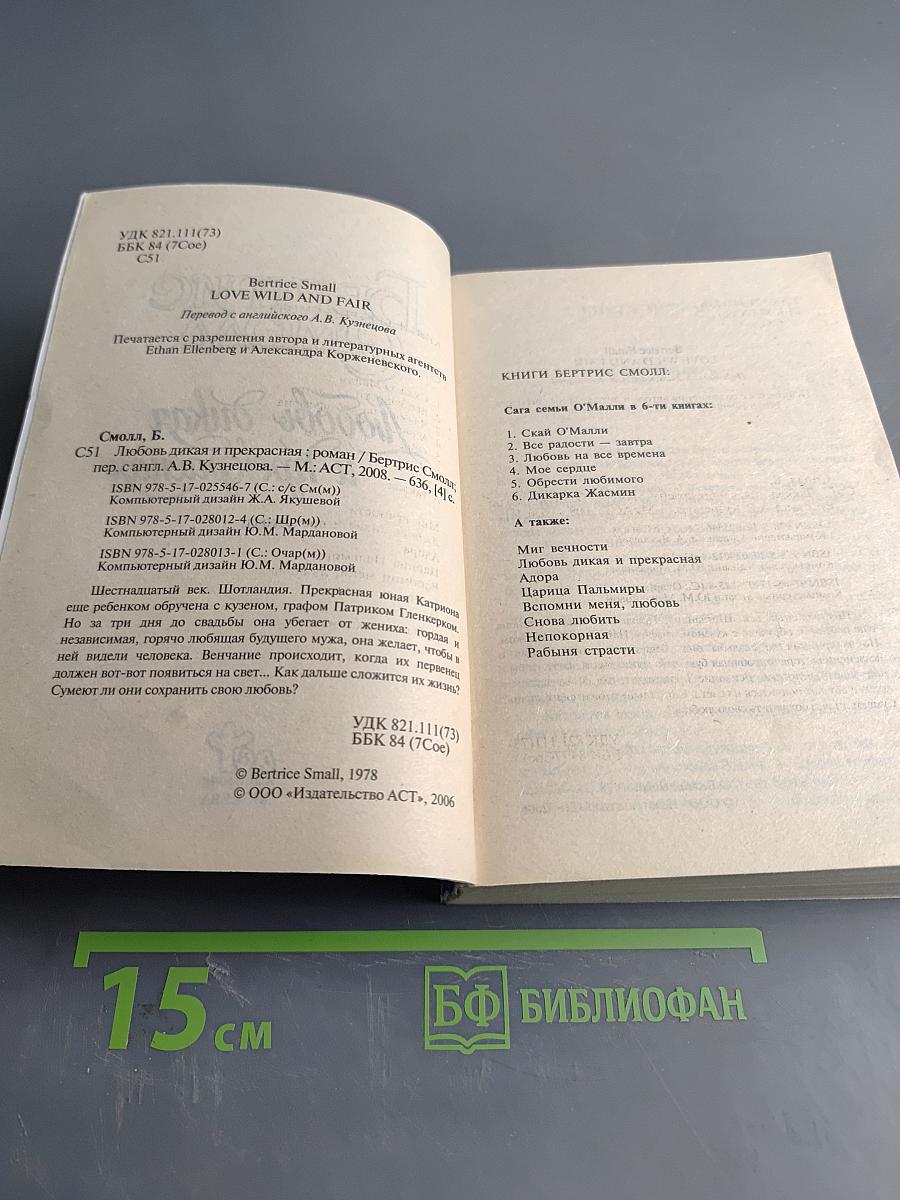 УДК 821.111(73)
ББК 84 (7Сое)
С51
Bertrice Small
LOVE WILD AND FAIR
Перевод с английского А.В. Кузнецова
Печатается с разрешения автора и литературных агентств
Ethan Ellenberg и Александра Корженевского.
Смолл, Б.
С51 Любовь дикая и прекрасная : роман / Бертрис Смолл;
пер. с англ. А.В. Кузнецова. — М.: АСТ, 2008. — 636, [4] с.
ISBN 978-5-17-025546-7 (С.: с/с См(м))
Компьютерный дизайн Ж.А. Якушевой
ISBN 978-5-17-028012-4 (С.: Шр(м))
Компьютерный дизайн Ю.М. Мардановой
ISBN 978-5-17-028013-1 (С.: Очар(м))
Компьютерный дизайн Ю.М. Мардановой
Шестнадцатый век. Шотландия. Прекрасная юная Катриона
еще ребенком обручена с кузеном, графом Патриком Гленкерком.
Но за три дня до свадьбы она убегает от жениха: гордая и
независимая, горячо любящая будущего мужа, она желает, чтобы в
ней видели человека. Венчание происходит, когда их первенец
должен вот-вот появиться на свет... Как дальше сложится их жизнь?
Сумеют ли они сохранить свою любовь?
УДК 821.111(73)
ББК 84 (7Сое)
© Bertrice Small, 1978
© ООО «Издательство АСТ», 2006
КНИГИ БЕРТРИС СМОЛЛ:
Сага семьи О'Малли в 6-ти книгах:
1. Скай О'Малли
2. Все радости — завтра
3. Любовь на все времена
4. Мое сердце
5. Обрести любимого
6. Дикарка Жасмин
А также:
Миг вечности
Любовь дикая и прекрасная
Адора
Царица Пальмиры
Вспомни меня, любовь
Снова любить
Непокорная
Рабыня страсти
15 см
БФ БИБЛИОФАН